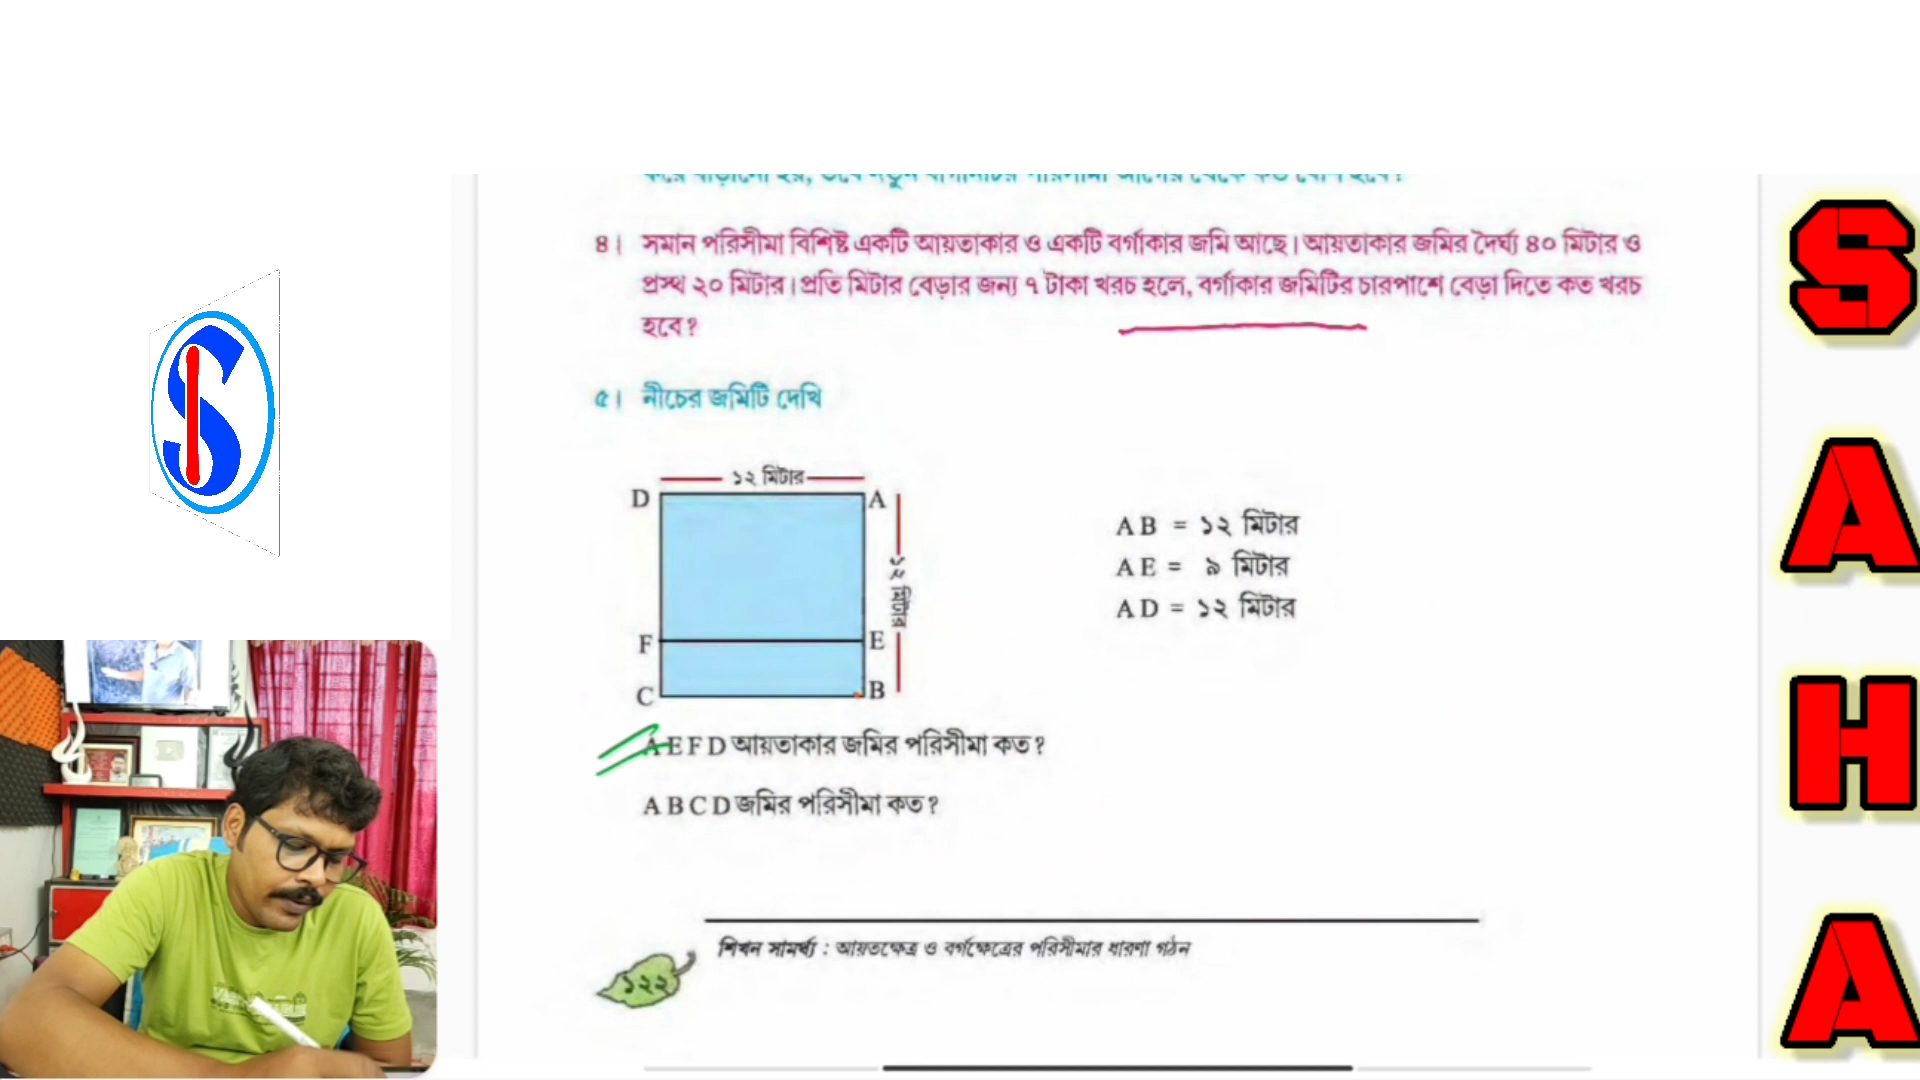 ৪। সমান পরিসীমা বিশিষ্ট একটি আয়তাকার ও একটি বর্গাকার জমি আছে। আয়তাকার জমির দৈর্ঘ্য ৪০ মিটার ও
প্রস্থ ২০ মিটার। প্রতি মিটার বেড়ার জন্য ৭ টাকা খরচ হলে, বর্গাকার জমিটির চারপাশে বেড়া দিতে কত খরচ
হবে?
৫। নীচের জমিটি দেখি
১২ মিটার
D A
১২ মিটার
F E
C B
AB = ১২ মিটার
AE = ৯ মিটার
AD = ১২ মিটার
AEFD আয়তাকার জমির পরিসীমা কত?
ABCD জমির পরিসীমা কত?
শিখন সামর্থ্য : আয়তক্ষেত্র ও বর্গক্ষেত্রের পরিসীমার ধারণা গঠন
১২২
S
A
H
A